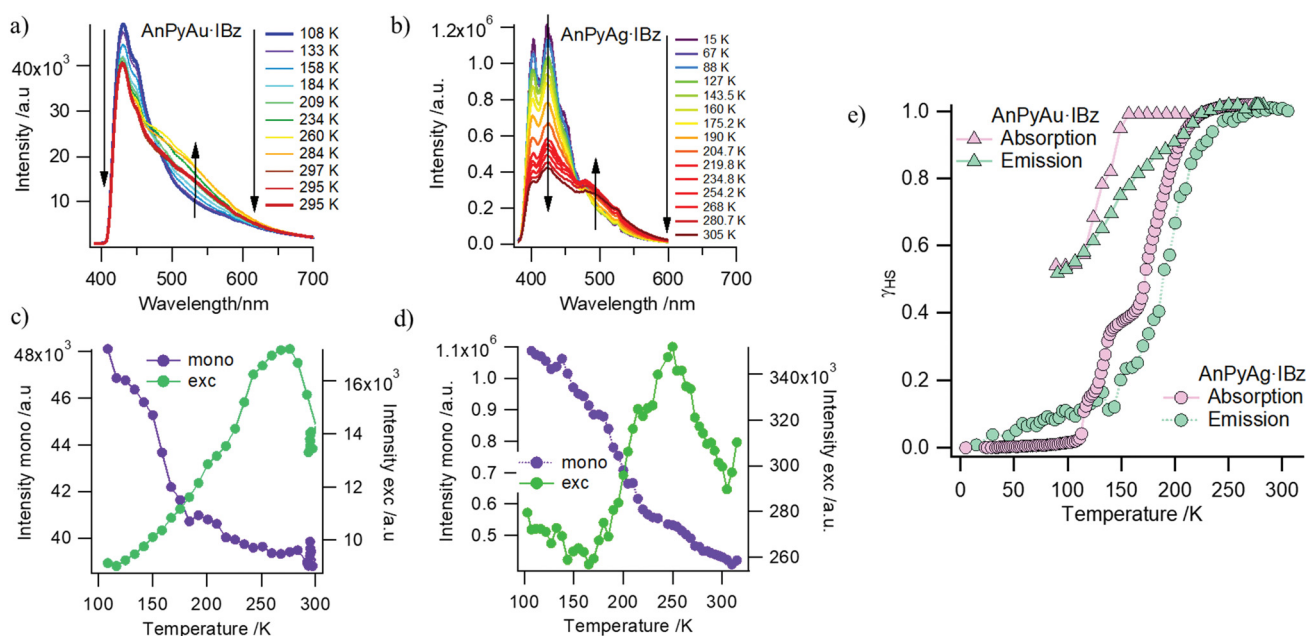 a)
AnPyAu·IBz
108 K
133 K
158 K
184 K
209 K
234 K
260 K
284 K
297 K
295 K
295 K
40x10³
30
20
10
Intensity /a.u
400
500
600
700
Wavelength/nm
b)
AnPyAg·IBz
15 K
67 K
88 K
127 K
143.5 K
160 K
175.2 K
190 K
204.7 K
219.8 K
234.8 K
254.2 K
268 K
280.7 K
305 K
1.2x10⁶
1.0
0.8
0.6
0.4
0.2
0.0
Intensity /a.u.
400
500
600
700
Wavelength/nm
c)
mono
exc
48x10³
46
44
42
40
Intensity mono /a.u
16x10³
14
12
10
Intensity exc /a.u
100
150
200
250
300
Temperature /K
d)
mono
exc
1.1x10⁶
1.0
0.9
0.8
0.7
0.6
0.5
Intensity mono /a.u.
340x10³
320
300
280
260
Intensity exc /a.u.
100
150
200
250
300
Temperature /K
e)
AnPyAu·IBz
Absorption
Emission
AnPyAg·IBz
Absorption
Emission
1.0
0.8
0.6
0.4
0.2
0.0
γHS
0
50
100
150
200
250
300
Temperature /K